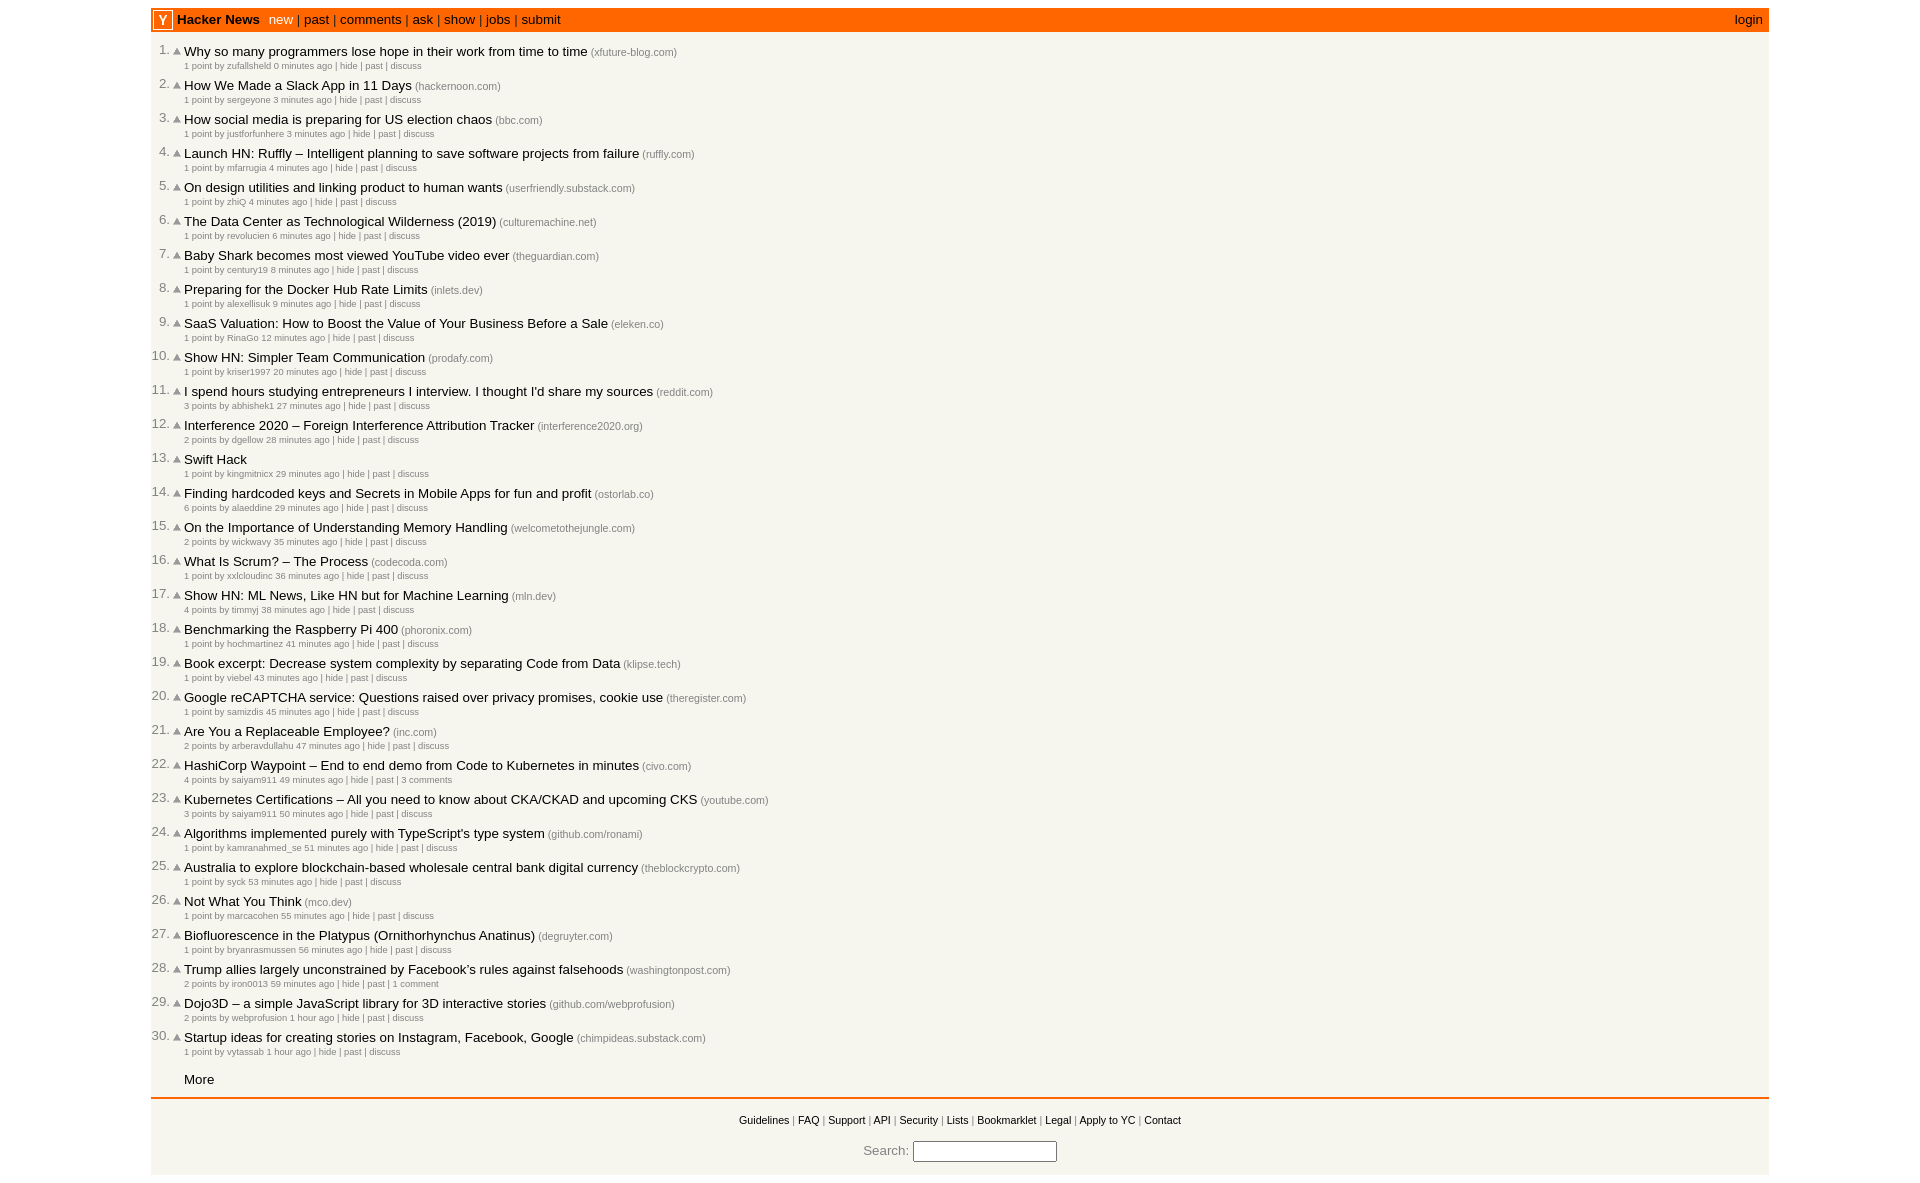 Y Hacker News new | past | comments | ask | show | jobs | submit login
1. Why so many programmers lose hope in their work from time to time (xfuture-blog.com)
1 point by zufallsheld 0 minutes ago | hide | past | discuss
2. How We Made a Slack App in 11 Days (hackernoon.com)
1 point by sergeyone 3 minutes ago | hide | past | discuss
3. How social media is preparing for US election chaos (bbc.com)
1 point by justforfunhere 3 minutes ago | hide | past | discuss
4. Launch HN: Ruffly – Intelligent planning to save software projects from failure (ruffly.com)
1 point by mfarrugia 4 minutes ago | hide | past | discuss
5. On design utilities and linking product to human wants (userfriendly.substack.com)
1 point by zhiQ 4 minutes ago | hide | past | discuss
6. The Data Center as Technological Wilderness (2019) (culturemachine.net)
1 point by revolucien 6 minutes ago | hide | past | discuss
7. Baby Shark becomes most viewed YouTube video ever (theguardian.com)
1 point by century19 8 minutes ago | hide | past | discuss
8. Preparing for the Docker Hub Rate Limits (inlets.dev)
1 point by alexellisuk 9 minutes ago | hide | past | discuss
9. SaaS Valuation: How to Boost the Value of Your Business Before a Sale (eleken.co)
1 point by RinaGo 12 minutes ago | hide | past | discuss
10. Show HN: Simpler Team Communication (prodafy.com)
1 point by kriser1997 20 minutes ago | hide | past | discuss
11. I spend hours studying entrepreneurs I interview. I thought I'd share my sources (reddit.com)
3 points by abhishek1 27 minutes ago | hide | past | discuss
12. Interference 2020 – Foreign Interference Attribution Tracker (interference2020.org)
2 points by dgellow 28 minutes ago | hide | past | discuss
13. Swift Hack
1 point by kingmitnicx 29 minutes ago | hide | past | discuss
14. Finding hardcoded keys and Secrets in Mobile Apps for fun and profit (ostorlab.co)
6 points by alaeddine 29 minutes ago | hide | past | discuss
15. On the Importance of Understanding Memory Handling (welcometothejungle.com)
2 points by wickwavy 35 minutes ago | hide | past | discuss
16. What Is Scrum? – The Process (codecoda.com)
1 point by xxlcloudinc 36 minutes ago | hide | past | discuss
17. Show HN: ML News, Like HN but for Machine Learning (mln.dev)
4 points by timmyj 38 minutes ago | hide | past | discuss
18. Benchmarking the Raspberry Pi 400 (phoronix.com)
1 point by hochmartinez 41 minutes ago | hide | past | discuss
19. Book excerpt: Decrease system complexity by separating Code from Data (klipse.tech)
1 point by viebel 43 minutes ago | hide | past | discuss
20. Google reCAPTCHA service: Questions raised over privacy promises, cookie use (theregister.com)
1 point by samizdis 45 minutes ago | hide | past | discuss
21. Are You a Replaceable Employee? (inc.com)
2 points by arberavdullahu 47 minutes ago | hide | past | discuss
22. HashiCorp Waypoint – End to end demo from Code to Kubernetes in minutes (civo.com)
4 points by saiyam911 49 minutes ago | hide | past | 3 comments
23. Kubernetes Certifications – All you need to know about CKA/CKAD and upcoming CKS (youtube.com)
3 points by saiyam911 50 minutes ago | hide | past | discuss
24. Algorithms implemented purely with TypeScript's type system (github.com/ronami)
1 point by kamranahmed_se 51 minutes ago | hide | past | discuss
25. Australia to explore blockchain-based wholesale central bank digital currency (theblockcrypto.com)
1 point by syck 53 minutes ago | hide | past | discuss
26. Not What You Think (mco.dev)
1 point by marcacohen 55 minutes ago | hide | past | discuss
27. Biofluorescence in the Platypus (Ornithorhynchus Anatinus) (degruyter.com)
1 point by bryanrasmussen 56 minutes ago | hide | past | discuss
28. Trump allies largely unconstrained by Facebook’s rules against falsehoods (washingtonpost.com)
2 points by iron0013 59 minutes ago | hide | past | 1 comment
29. Dojo3D – a simple JavaScript library for 3D interactive stories (github.com/webprofusion)
2 points by webprofusion 1 hour ago | hide | past | discuss
30. Startup ideas for creating stories on Instagram, Facebook, Google (chimpideas.substack.com)
1 point by vytassab 1 hour ago | hide | past | discuss
More
Guidelines | FAQ | Support | API | Security | Lists | Bookmarklet | Legal | Apply to YC | Contact
Search: